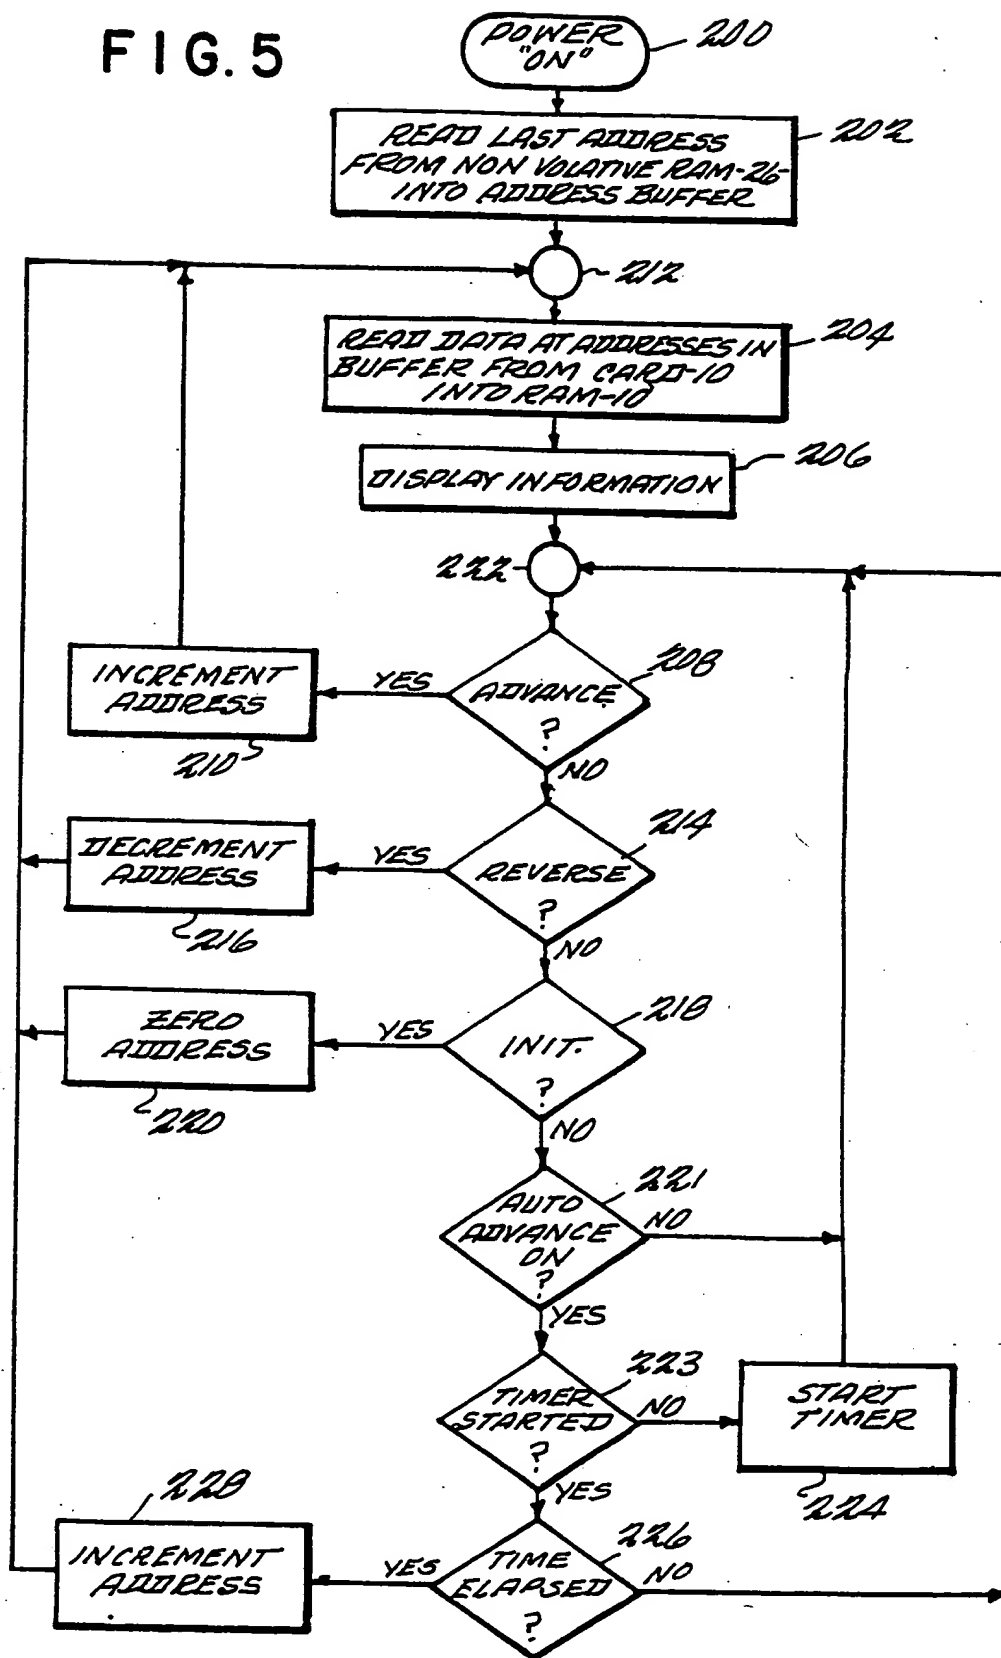 FIG. 5
POWER
"ON"
200
READ LAST ADDRESS
FROM NON VOLATIVE RAM-26-
INTO ADDRESS BUFFER
202
212
READ DATA AT ADDRESSES IN
BUFFER FROM CARD-10
INTO RAM-10
204
DISPLAY INFORMATION
206
222
ADVANCE
?
208
YES
INCREMENT
ADDRESS
210
NO
REVERSE
?
214
YES
DECREMENT
ADDRESS
216
NO
INIT.
?
218
YES
ZERO
ADDRESS
220
NO
AUTO
ADVANCE
ON
?
221
NO
YES
TIMER
STARTED
?
223
NO
START
TIMER
224
YES
TIME
ELAPSED
?
226
NO
YES
INCREMENT
ADDRESS
228